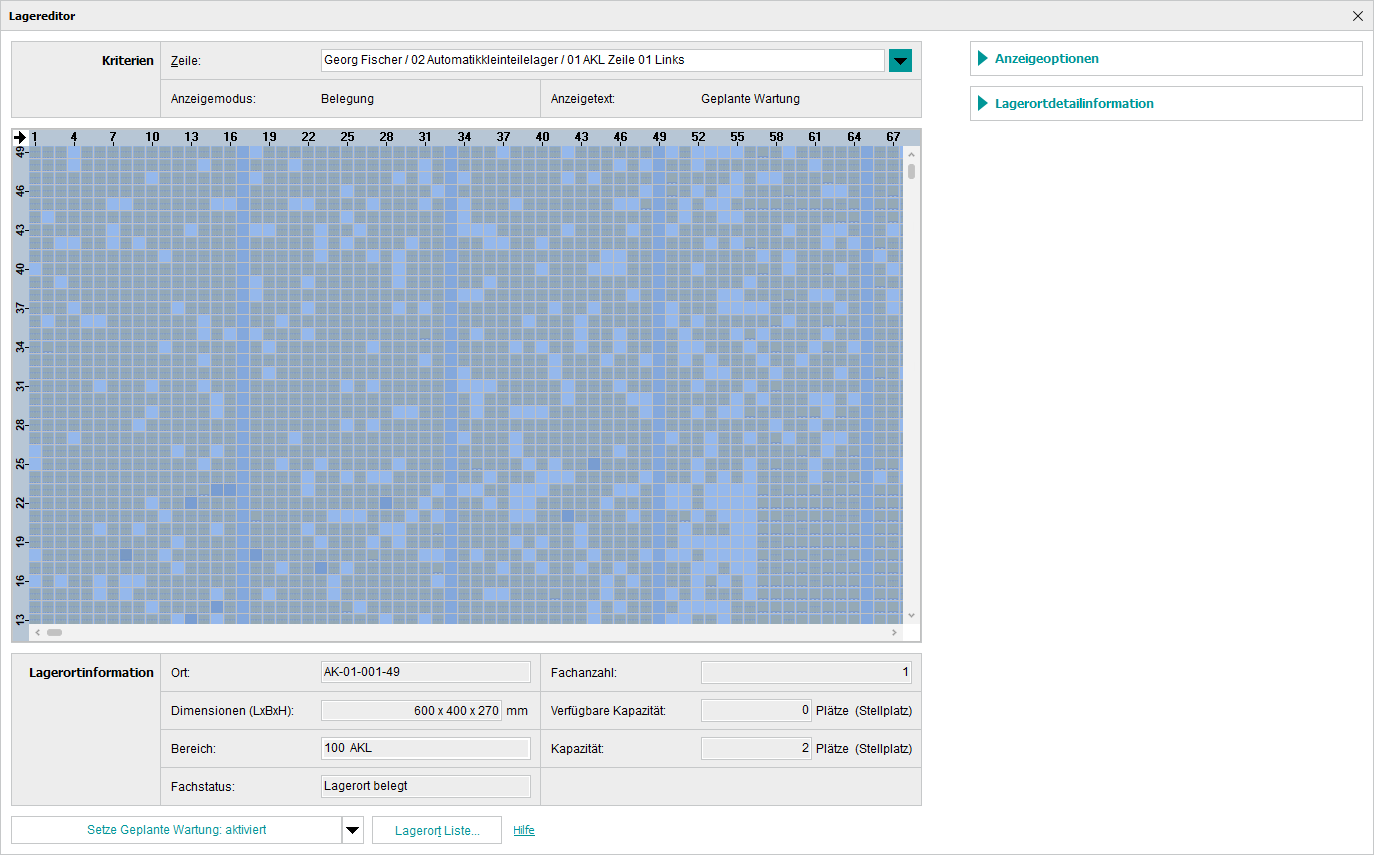 Lagereditor
Kriterien
Zeile:
Georg Fischer / 02 Automatikkleinteilelager / 01 AKL Zeile 01 Links
Anzeigemodus:
Belegung
Anzeigetext:
Geplante Wartung
Anzeigeoptionen
Lagerortdetailinformation
1 4 7 10 13 16 19 22 25 28 31 34 37 40 43 46 49 52 55 58 61 64 67
49
46
43
40
37
34
31
28
25
22
19
16
13
Lagerortinformation
Ort:
AK-01-001-49
Fachanzahl:
1
Dimensionen (LxBxH):
600 x 400 x 270 mm
Verfügbare Kapazität:
0 Plätze (Stellplatz)
Bereich:
100 AKL
Kapazität:
2 Plätze (Stellplatz)
Fachstatus:
Lagerort belegt
Setze Geplante Wartung: aktiviert
Lagerort Liste...
Hilfe